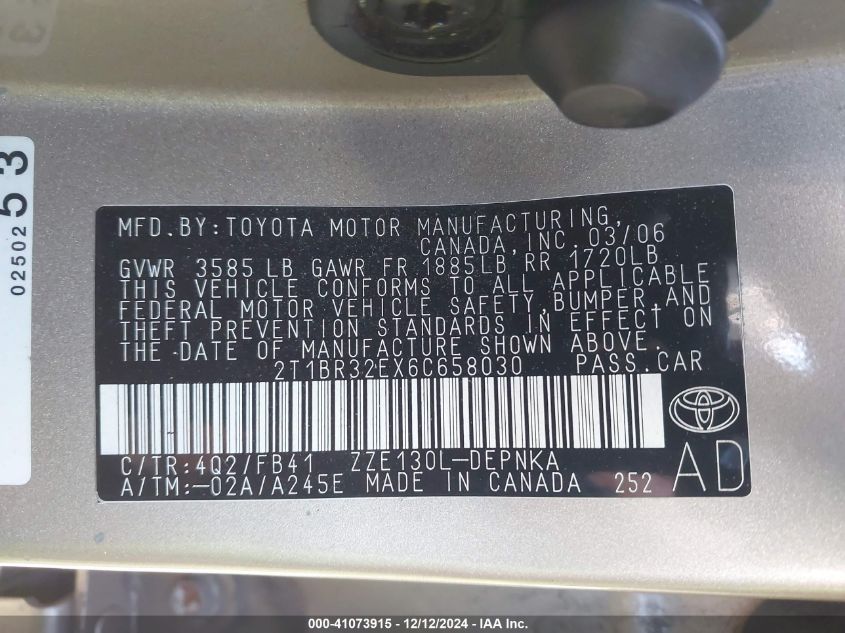 53
02502
MFD.BY:TOYOTA MOTOR MANUFACTURING,
CANADA,INC.03/06
GVWR 3585LB GAWR FR 1885LB RR 1720LB
THIS VEHICLE CONFORMS TO ALL APPLICABLE
FEDERAL MOTOR VEHICLE SAFETY,BUMPER,AND
THEFT PREVENTION STANDARDS IN EFFECT ON
THE DATE OF MANUFACTURE SHOWN ABOVE.
2T1BR32EX6C658030 PASS.CAR
C/TR:4Q2/FB41 ZZE130L-DEPNKA
A/TM:-02A/A245E MADE IN CANADA 252
AD
000-41073915 - 12/12/2024 - IAA Inc.